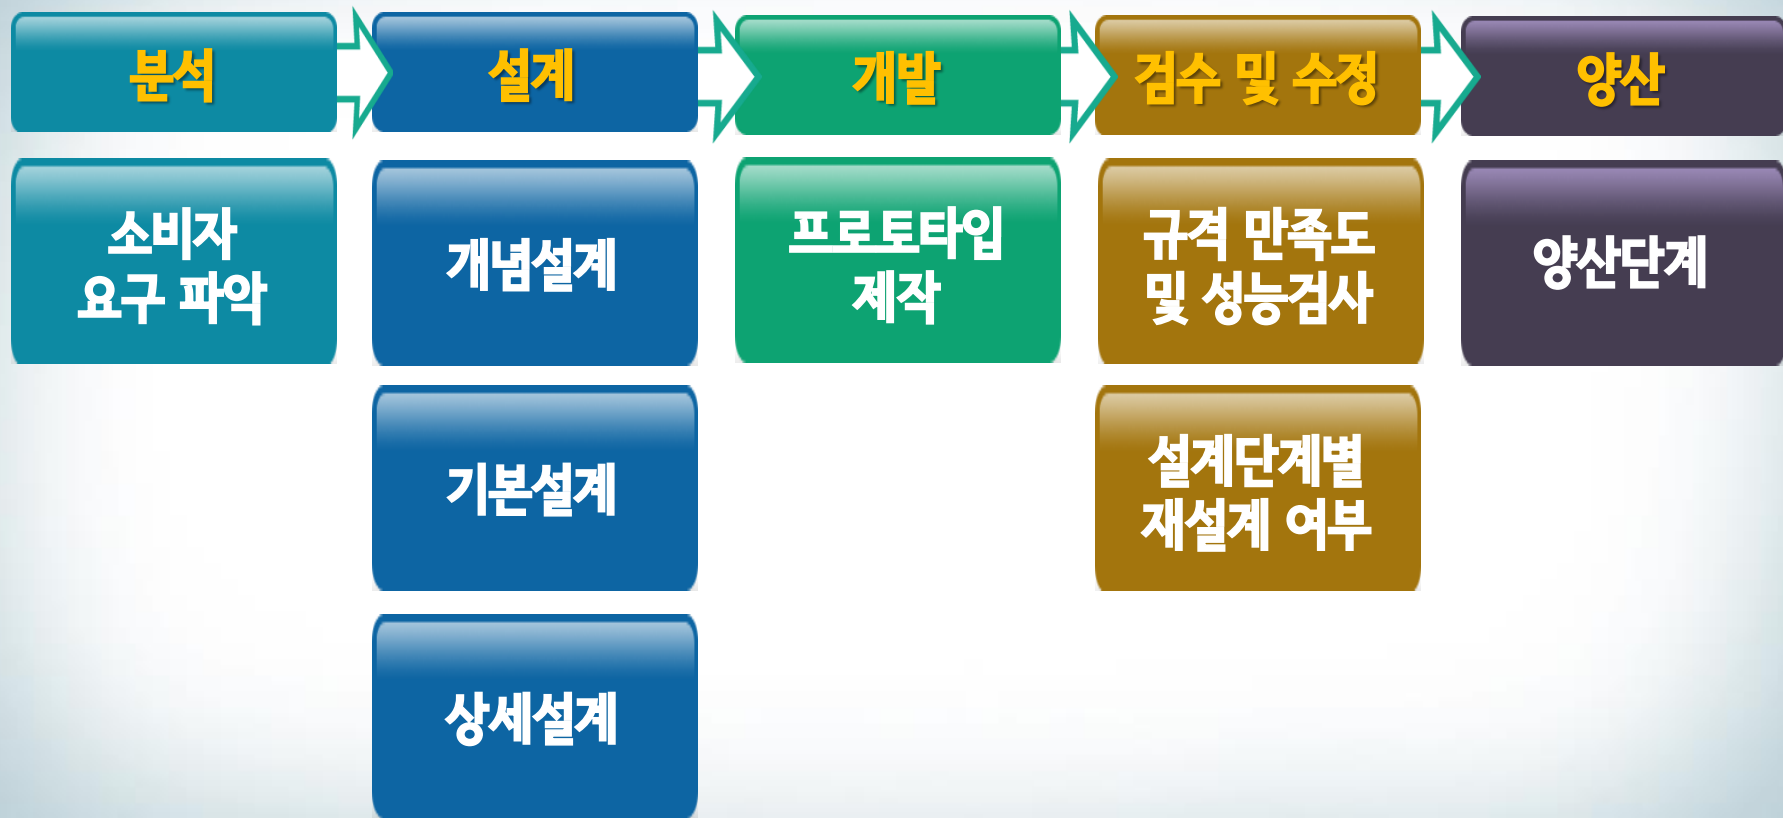 분석
설계
개발
검수 및 수정
양산
소비자
요구 파악
개념설계
프로토타입
제작
규격 만족도
및 성능검사
양산단계
기본설계
설계단계별
재설계 여부
상세설계